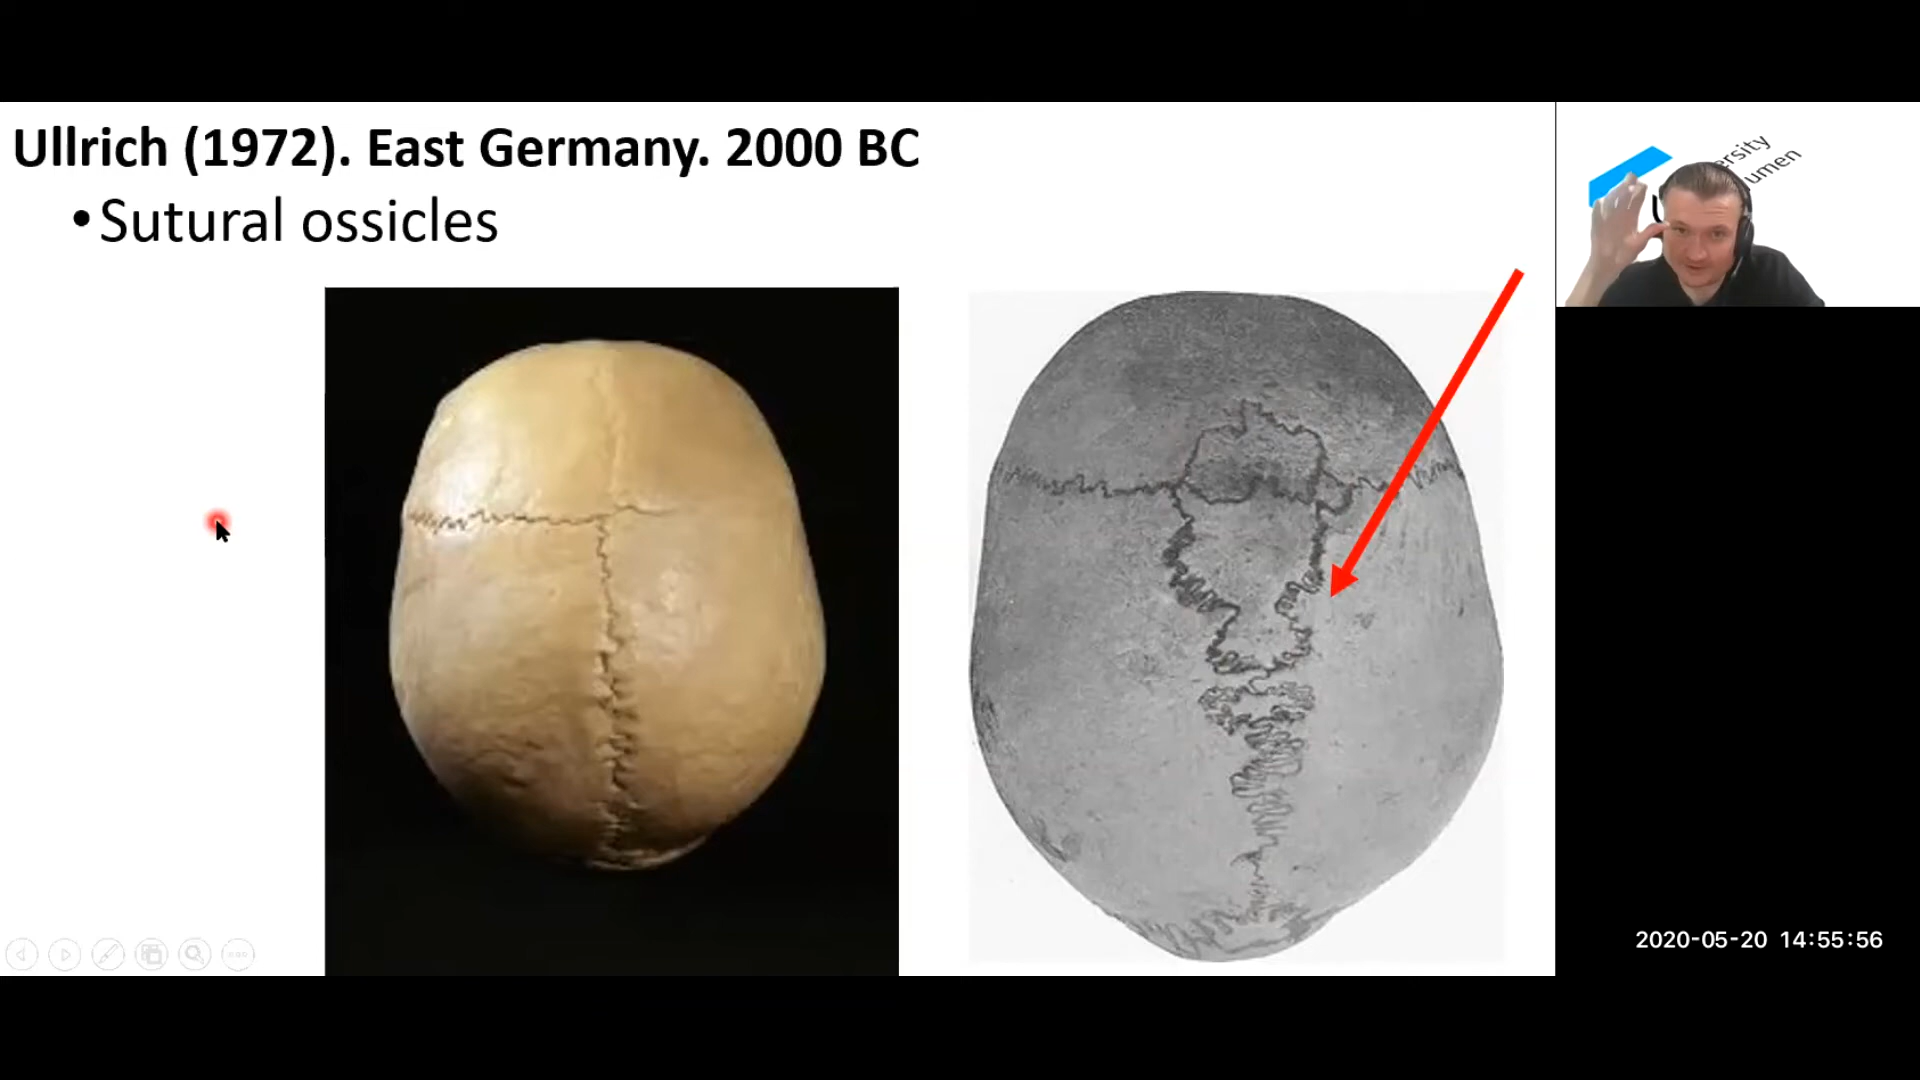 Ullrich (1972). East Germany. 2000 BC
•Sutural ossicles
2020-05-20 14:55:56